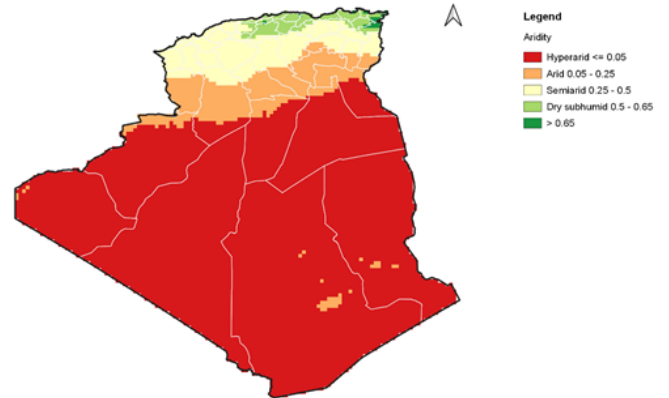 Legend
Aridity
Hyperarid <= 0.05
Arid 0.05 - 0.25
Semiarid 0.25 - 0.5
Dry subhumid 0.5 - 0.65
> 0.65